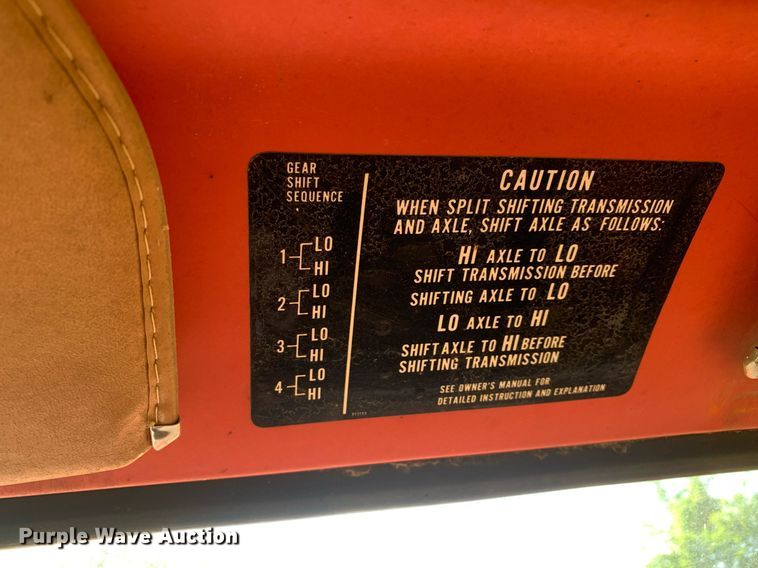 GEAR
SHIFT
SEQUENCE
1 LO
HI
2 LO
HI
3 LO
HI
4 LO
HI
CAUTION
WHEN SPLIT SHIFTING TRANSMISSION
AND AXLE, SHIFT AXLE AS FOLLOWS:
HI AXLE TO LO
SHIFT TRANSMISSION BEFORE
SHIFTING AXLE TO LO
LO AXLE TO HI
SHIFT AXLE TO HI BEFORE
SHIFTING TRANSMISSION
SEE OWNER'S MANUAL FOR
DETAILED INSTRUCTION AND EXPLANATION
Purple Wave Auction